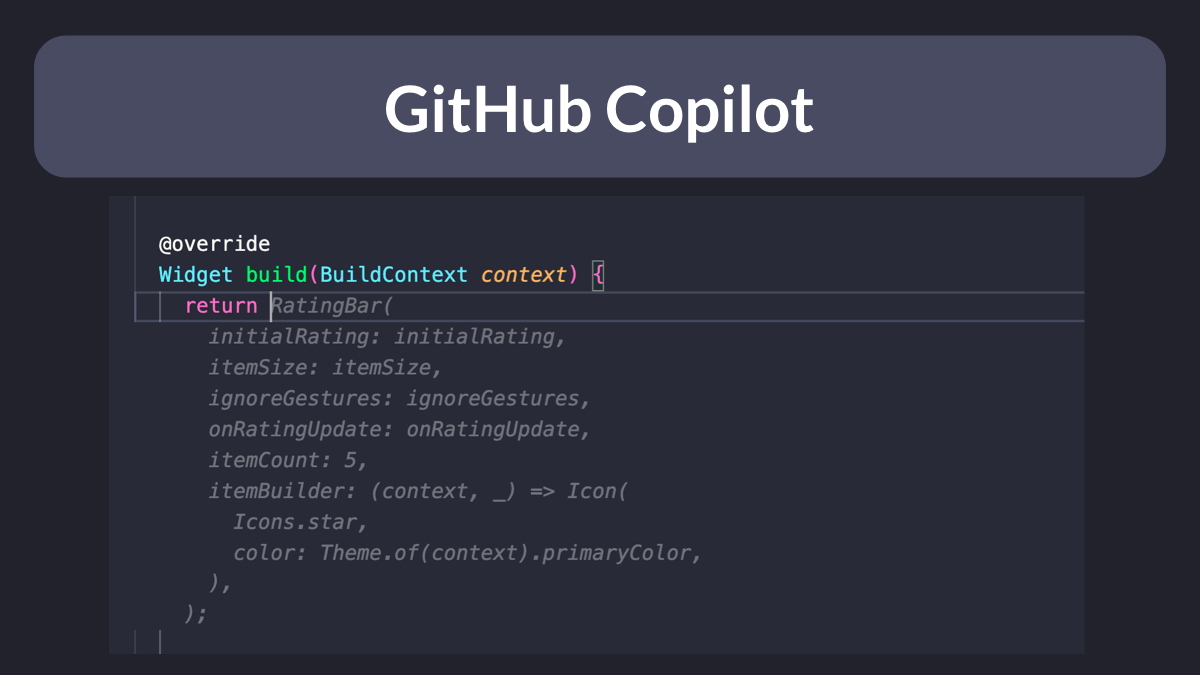 GitHub Copilot
@override
Widget build(BuildContext context) {
return RatingBar(
initialRating: initialRating,
itemSize: itemSize,
ignoreGestures: ignoreGestures,
onRatingUpdate: onRatingUpdate,
itemCount: 5,
itemBuilder: (context, _) => Icon(
Icons.star,
color: Theme.of(context).primaryColor,
),
);